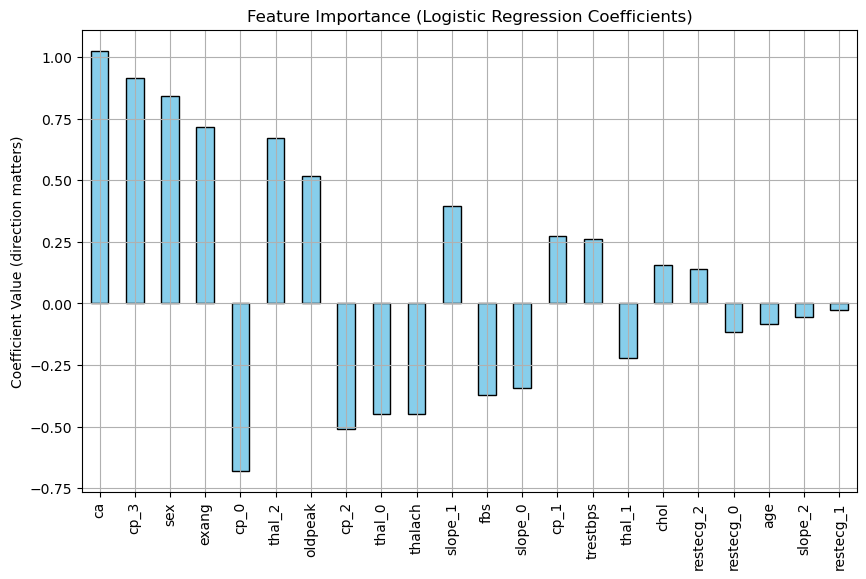 Feature Importance (Logistic Regression Coefficients)
Coefficient Value (direction matters)
1.00
0.75
0.50
0.25
0.00
−0.25
−0.50
−0.75
ca
cp_3
sex
exang
cp_0
thal_2
oldpeak
cp_2
thal_0
thalach
slope_1
fbs
slope_0
cp_1
trestbps
thal_1
chol
restecg_2
restecg_0
age
slope_2
restecg_1